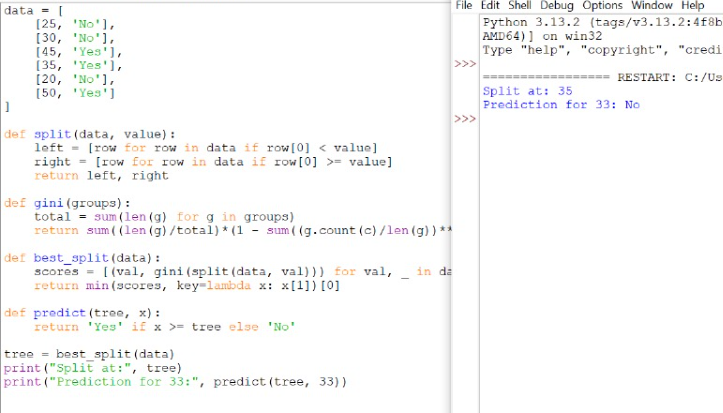 data = [
    [25, 'No'],
    [30, 'No'],
    [45, 'Yes'],
    [35, 'Yes'],
    [20, 'No'],
    [50, 'Yes']
]
def split(data, value):
    left = [row for row in data if row[0] < value]
    right = [row for row in data if row[0] >= value]
    return left, right
def gini(groups):
    total = sum(len(g) for g in groups)
    return sum((len(g)/total)*(1 - sum((g.count(c)/len(g))**
def best_split(data):
    scores = [(val, gini(split(data, val))) for val, _ in da
    return min(scores, key=lambda x: x[1])[0]
def predict(tree, x):
    return 'Yes' if x >= tree else 'No'
tree = best_split(data)
print("Split at:", tree)
print("Prediction for 33:", predict(tree, 33))
File Edit Shell Debug Options Window Help
Python 3.13.2 (tags/v3.13.2:4f8b
AMD64)] on win32
Type "help", "copyright", "credi
>>>
================= RESTART: C:/Us
Split at: 35
Prediction for 33: No
>>>